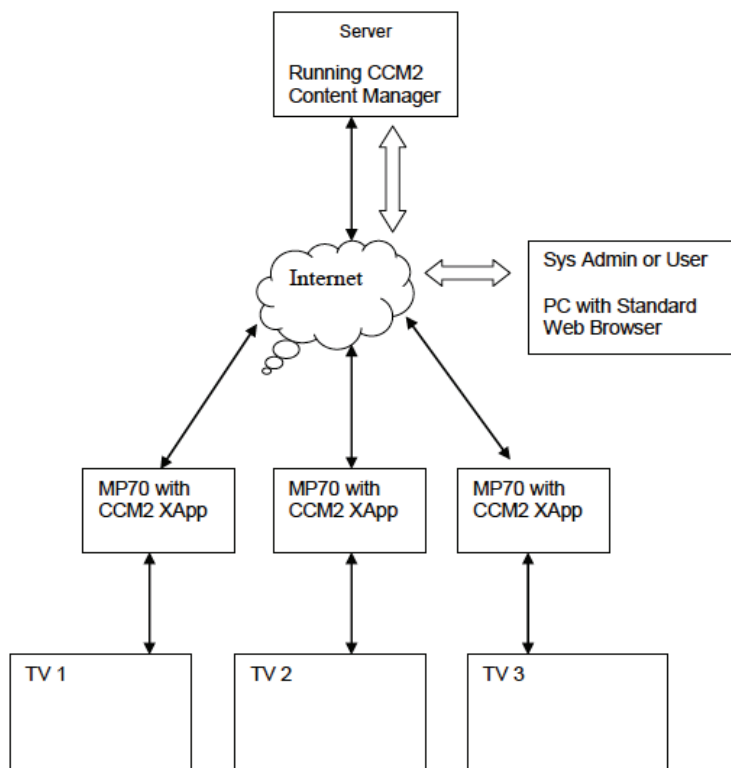 Server
Running CCM2
Content Manager
Internet
Sys Admin or User
PC with Standard
Web Browser
MP70 with
CCM2 XApp
MP70 with
CCM2 XApp
MP70 with
CCM2 XApp
TV 1
TV 2
TV 3